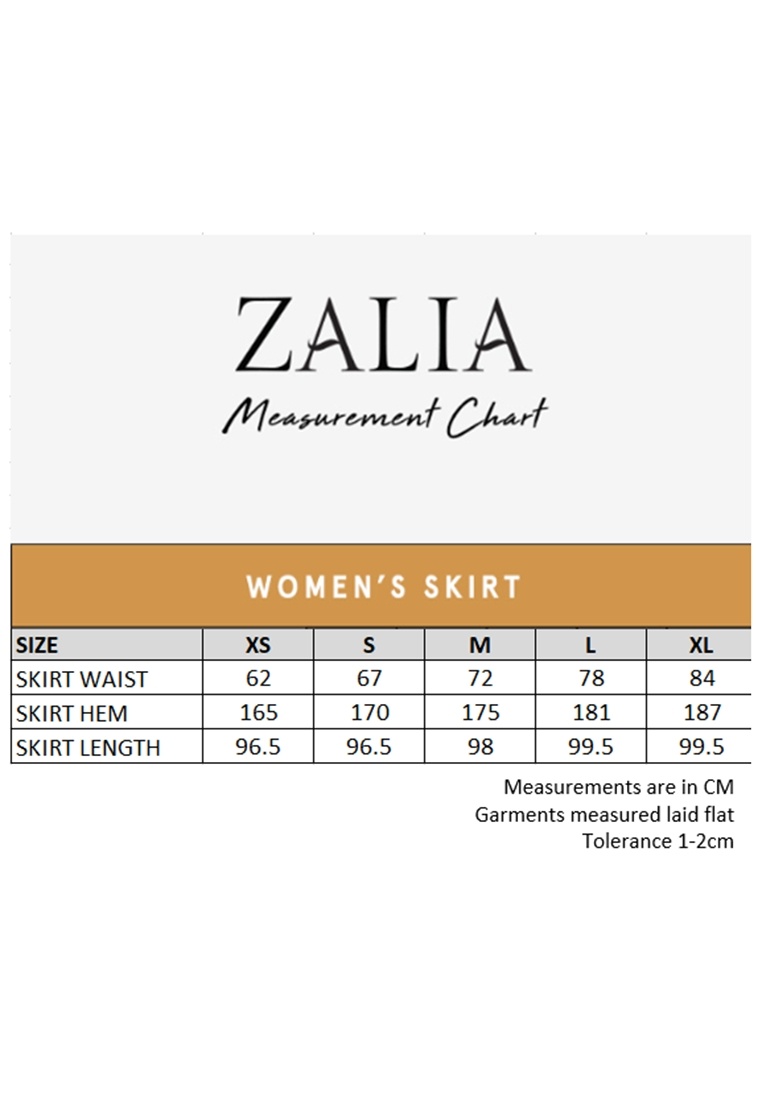 ZALIA
Measurement Chart
WOMEN'S SKIRT
SIZE XS S M L XL
SKIRT WAIST 62 67 72 78 84
SKIRT HEM 165 170 175 181 187
SKIRT LENGTH 96.5 96.5 98 99.5 99.5
Measurements are in CM
Garments measured laid flat
Tolerance 1-2cm